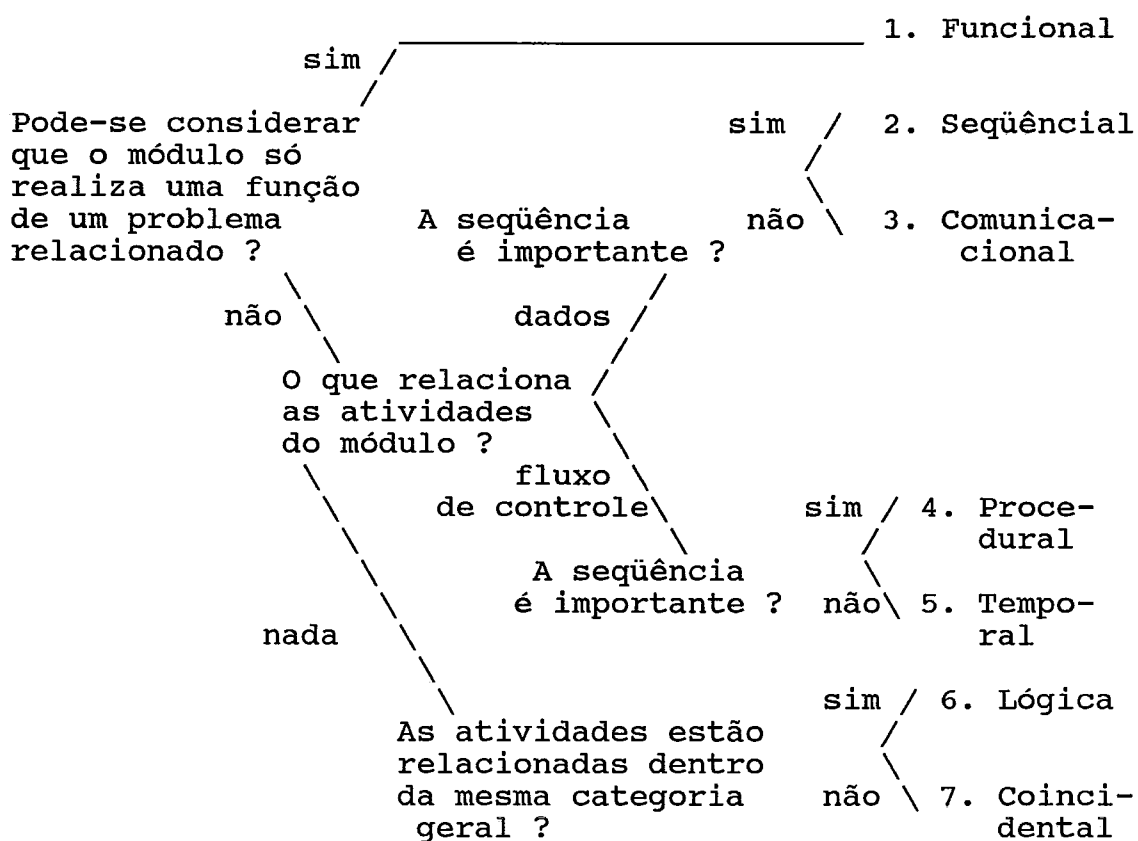 1. Funcional
sim
Pode-se considerar
que o módulo só
realiza uma função
de um problema
relacionado ?
sim
2. Seqüêncial
A seqüência
é importante ?
não
3. Comunica-
cional
não
dados
O que relaciona
as atividades
do módulo ?
fluxo
de controle
sim
4. Proce-
dural
A seqüência
é importante ?
não
5. Tempo-
ral
nada
sim
6. Lógica
As atividades estão
relacionadas dentro
da mesma categoria
geral ?
não
7. Coinci-
dental